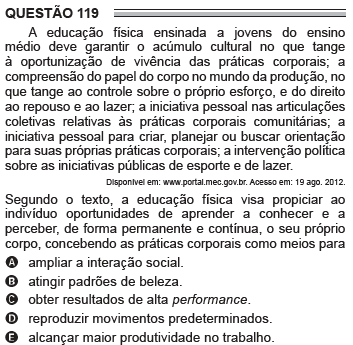 QUESTÃO 119
A educação física ensinada a jovens do ensino
médio deve garantir o acúmulo cultural no que tange
à oportunização de vivência das práticas corporais; a
compreensão do papel do corpo no mundo da produção, no
que tange ao controle sobre o próprio esforço, e do direito
ao repouso e ao lazer; a iniciativa pessoal nas articulações
coletivas relativas às práticas corporais comunitárias; a
iniciativa pessoal para criar, planejar ou buscar orientação
para suas próprias práticas corporais; a intervenção política
sobre as iniciativas públicas de esporte e de lazer.
Disponível em: www.portal.mec.gov.br. Acesso em: 19 ago. 2012.
Segundo o texto, a educação física visa propiciar ao
indivíduo oportunidades de aprender a conhecer e a
perceber, de forma permanente e contínua, o seu próprio
corpo, concebendo as práticas corporais como meios para
A ampliar a interação social.
B atingir padrões de beleza.
C obter resultados de alta performance.
D reproduzir movimentos predeterminados.
E alcançar maior produtividade no trabalho.